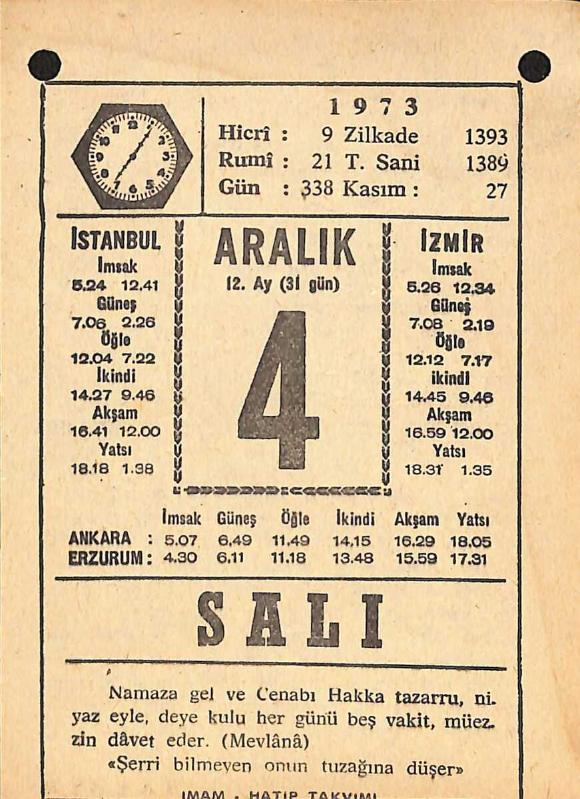 1973
Hicrî : 9 Zilkade 1393
Rumî : 21 T. Sani 1389
Gün : 338 Kasım : 27
İSTANBUL
İmsak
5.24 12.41
Güneş
7.06 2.26
Öğle
12.04 7.22
İkindi
14.27 9.46
Akşam
16.41 12.00
Yatsı
18.18 1.38
ARALIK
12. Ay (31 gün)
4
İZMİR
İmsak
5.26 12.34
Güneş
7.08 2.19
Öğle
12.12 7.17
ikindi
14.45 9.46
Akşam
16.59 12.00
Yatsı
18.31 1.35
İmsak Güneş Öğle İkindi Akşam Yatsı
ANKARA : 5.07 6.49 11.49 14.15 16.29 18.05
ERZURUM : 4.30 6.11 11.18 13.48 15.59 17.31
SALI
Namaza gel ve Cenabı Hakka tazarru, ni-
yaz eyle, deye kulu her günü beş vakit, müez-
zin dâvet eder. (Mevlânâ)
«Şerri bilmeyen onun tuzağına düşer»
İMAM - HATİP TAKVİMİ